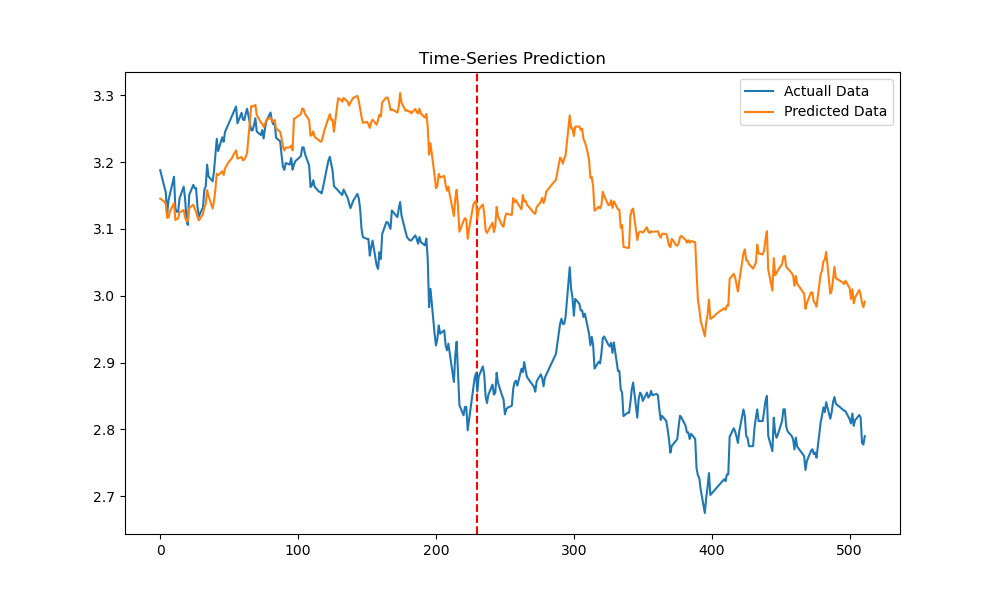 Time-Series Prediction
Actuall Data
Predicted Data
3.3
3.2
3.1
3.0
2.9
2.8
2.7
0 100 200 300 400 500